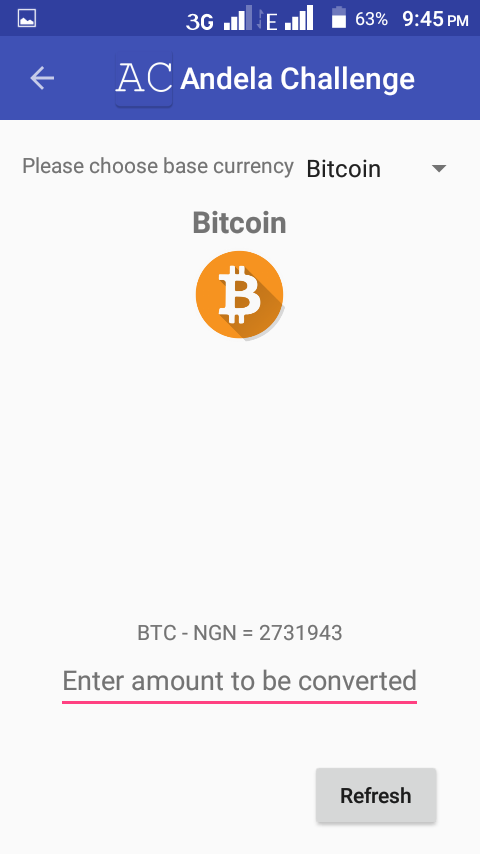 3G E 63% 9:45 PM
AC Andela Challenge
Please choose base currency Bitcoin
Bitcoin
BTC - NGN = 2731943
Enter amount to be converted
Refresh